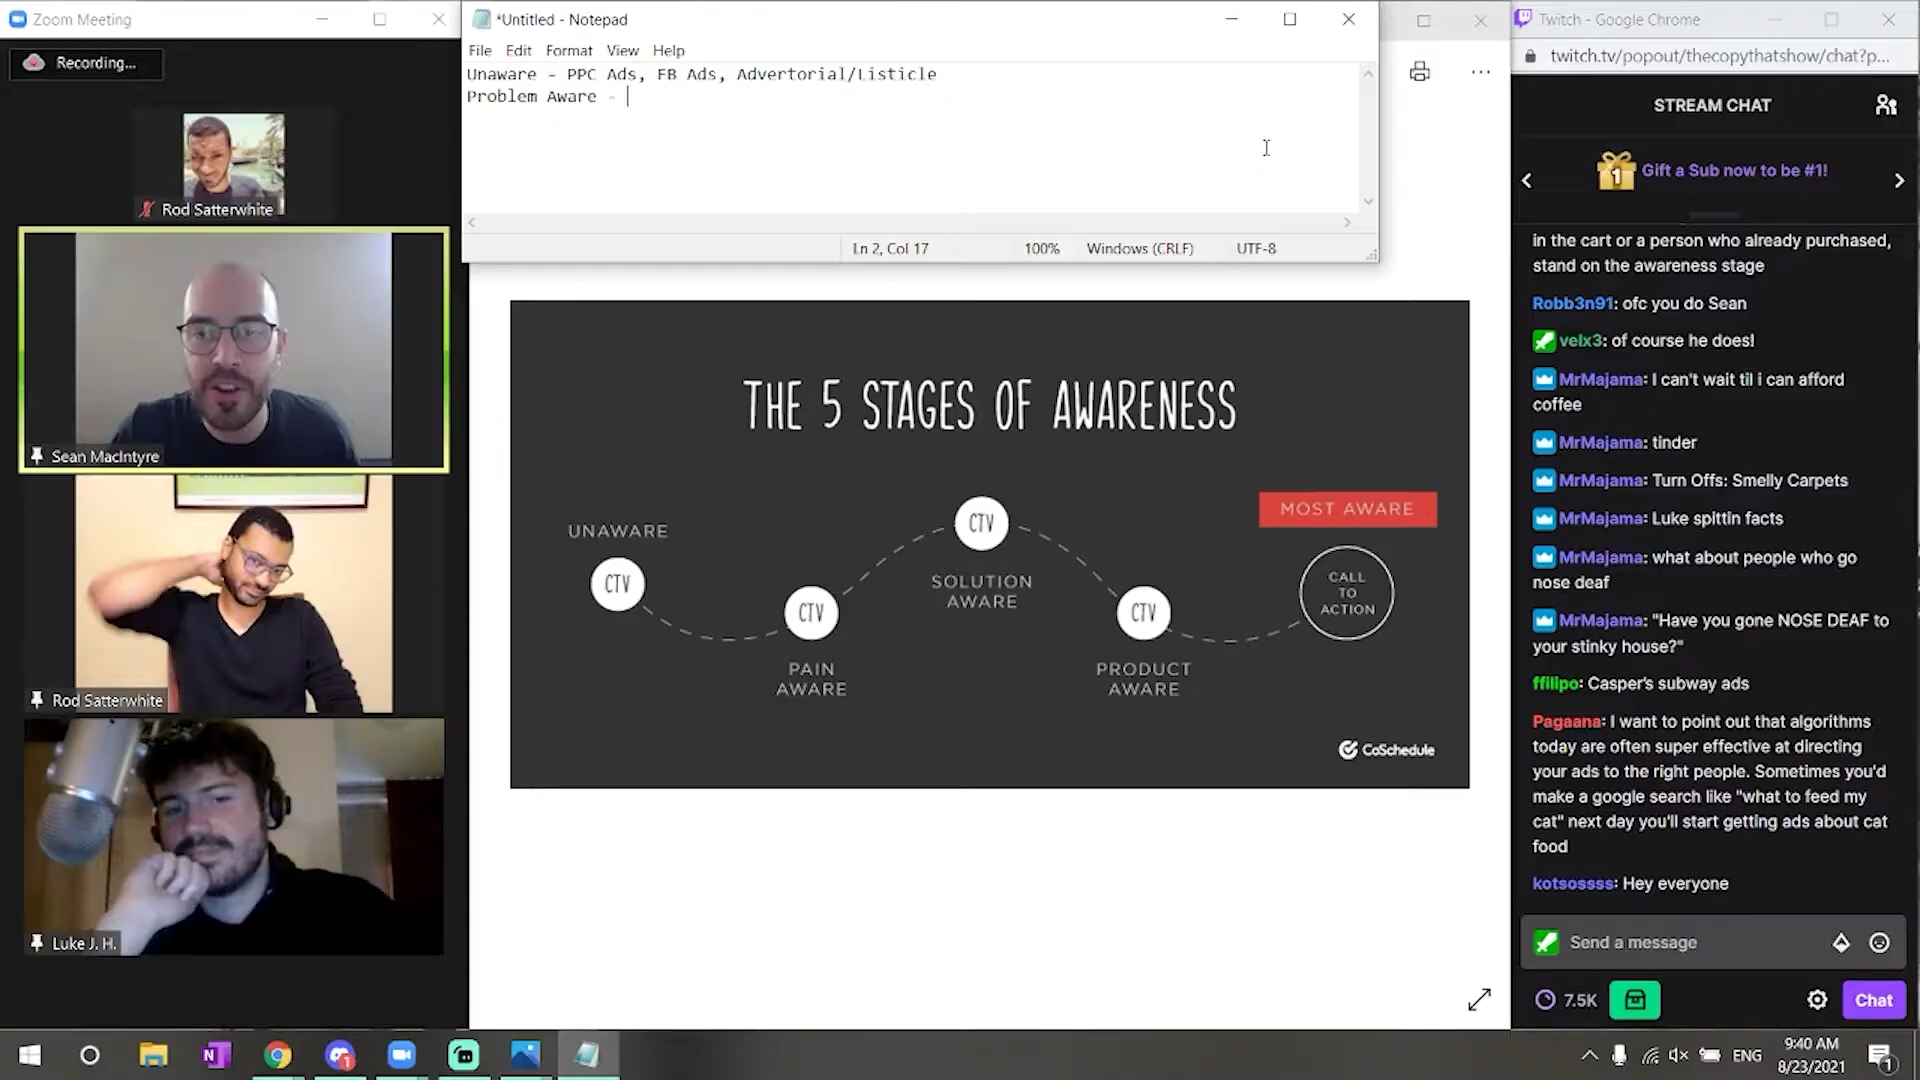 Zoom Meeting
Recording...
Rod Satterwhite
Sean MacIntyre
Rod Satterwhite
Luke J. H.
*Untitled - Notepad
File Edit Format View Help
Unaware - PPC Ads, FB Ads, Advertorial/Listicle
Problem Aware -
Ln 2, Col 17 100% Windows (CRLF) UTF-8
THE 5 STAGES OF AWARENESS
UNAWARE
CTV
CTV
PAIN
AWARE
CTV
SOLUTION
AWARE
CTV
PRODUCT
AWARE
MOST AWARE
CALL
TO
ACTION
CoSchedule
Twitch - Google Chrome
twitch.tv/popout/thecopythatshow/chat?p...
STREAM CHAT
1 Gift a Sub now to be #1!
in the cart or a person who already purchased,
stand on the awareness stage
Robb3n91: ofc you do Sean
velx3: of course he does!
MrMajama: I can't wait til i can afford
coffee
MrMajama: tinder
MrMajama: Turn Offs: Smelly Carpets
MrMajama: Luke spittin facts
MrMajama: what about people who go
nose deaf
MrMajama: "Have you gone NOSE DEAF to
your stinky house?"
ffilipo: Casper's subway ads
Pagaana: I want to point out that algorithms
today are often super effective at directing
your ads to the right people. Sometimes you'd
make a google search like "what to feed my
cat" next day you'll start getting ads about cat
food
kotsossss: Hey everyone
Send a message
7.5K Chat
N
1
ENG
9:40 AM
8/23/2021
1